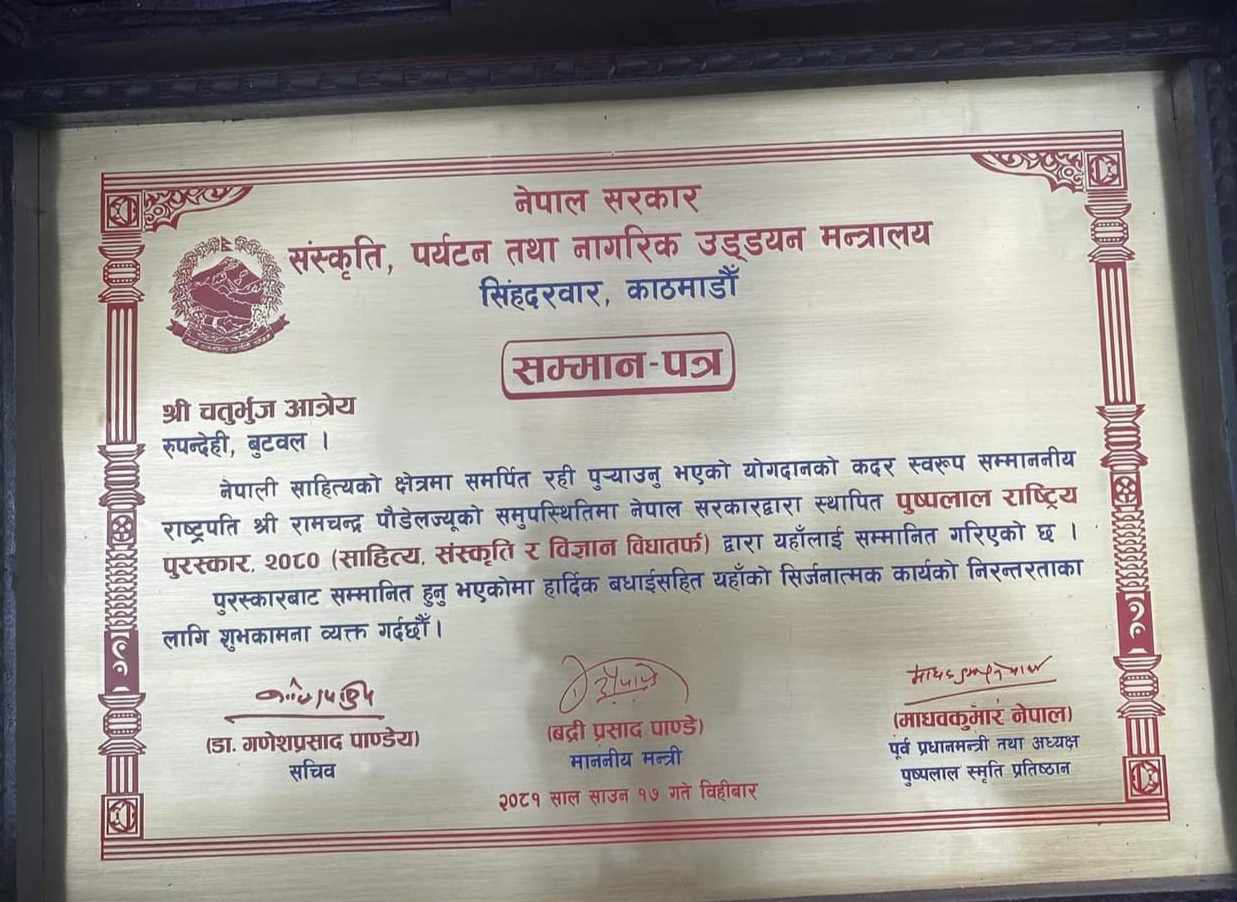 नेपाल सरकार
संस्कृति, पर्यटन तथा नागरिक उड्डयन मन्त्रालय
सिंहदरवार, काठमाडौँ
सम्मान-पत्र
श्री चतुर्भुज आत्रेय
रुपन्देही, बुटवल ।
नेपाली साहित्यको क्षेत्रमा समर्पित रही पुऱ्याउनु भएको योगदानको कदर स्वरूप सम्माननीय
राष्ट्रपति श्री रामचन्द्र पौडेलज्यूको समुपस्थितिमा नेपाल सरकारद्वारा स्थापित पुष्पलाल राष्ट्रिय
पुरस्कार, २०८० (साहित्य, संस्कृति र विज्ञान विधातर्फ) द्वारा यहाँलाई सम्मानित गरिएको छ ।
पुरस्कारबाट सम्मानित हुनु भएकोमा हार्दिक बधाईसहित यहाँको सिर्जनात्मक कार्यको निरन्तरताका
लागि शुभकामना व्यक्त गर्दछौँ ।
(डा. गणेशप्रसाद पाण्डेय)
सचिव
(बद्री प्रसाद पाण्डे)
माननीय मन्त्री
(माधवकुमार नेपाल)
पूर्व प्रधानमन्त्री तथा अध्यक्ष
पुष्पलाल स्मृति प्रतिष्ठान
२०८१ साल साउन १७ गते विहीबार